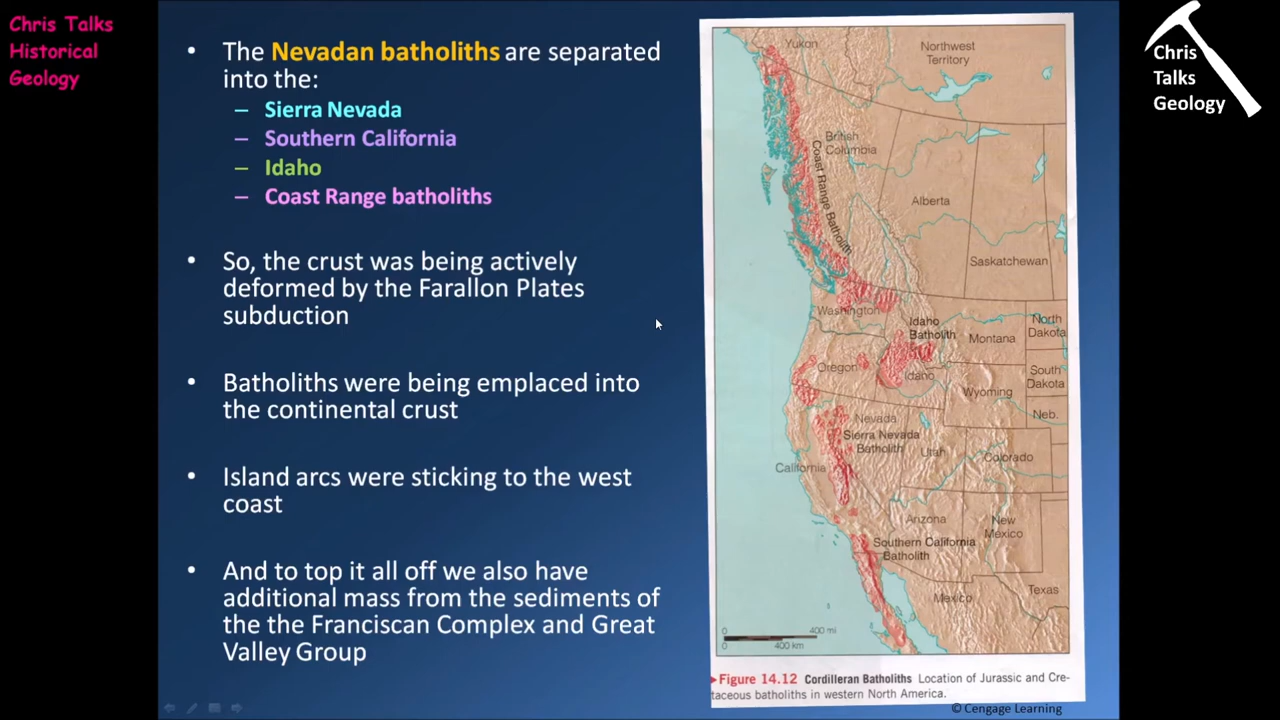 Chris Talks
Historical
Geology
• The Nevadan batholiths are separated
into the:
– Sierra Nevada
– Southern California
– Idaho
– Coast Range batholiths
• So, the crust was being actively
deformed by the Farallon Plates
subduction
• Batholiths were being emplaced into
the continental crust
• Island arcs were sticking to the west
coast
• And to top it all off we also have
additional mass from the sediments of
the the Franciscan Complex and Great
Valley Group
Yukon
Northwest
Territory
British
Columbia
Coast Range Batholith
Alberta
Saskatchewan
Washington
Idaho
Batholith
Montana
North
Dakota
Oregon
Idaho
Wyoming
South
Dakota
Neb.
Nevada
Sierra Nevada
Batholith
Utah
Colorado
California
Arizona
New
Mexico
Southern California
Batholith
Mexico
Texas
0 400 mi
0 400 km
▶Figure 14.12 Cordilleran Batholiths Location of Jurassic and Cre-
taceous batholiths in western North America.
© Cengage Learning
Chris
Talks
Geology